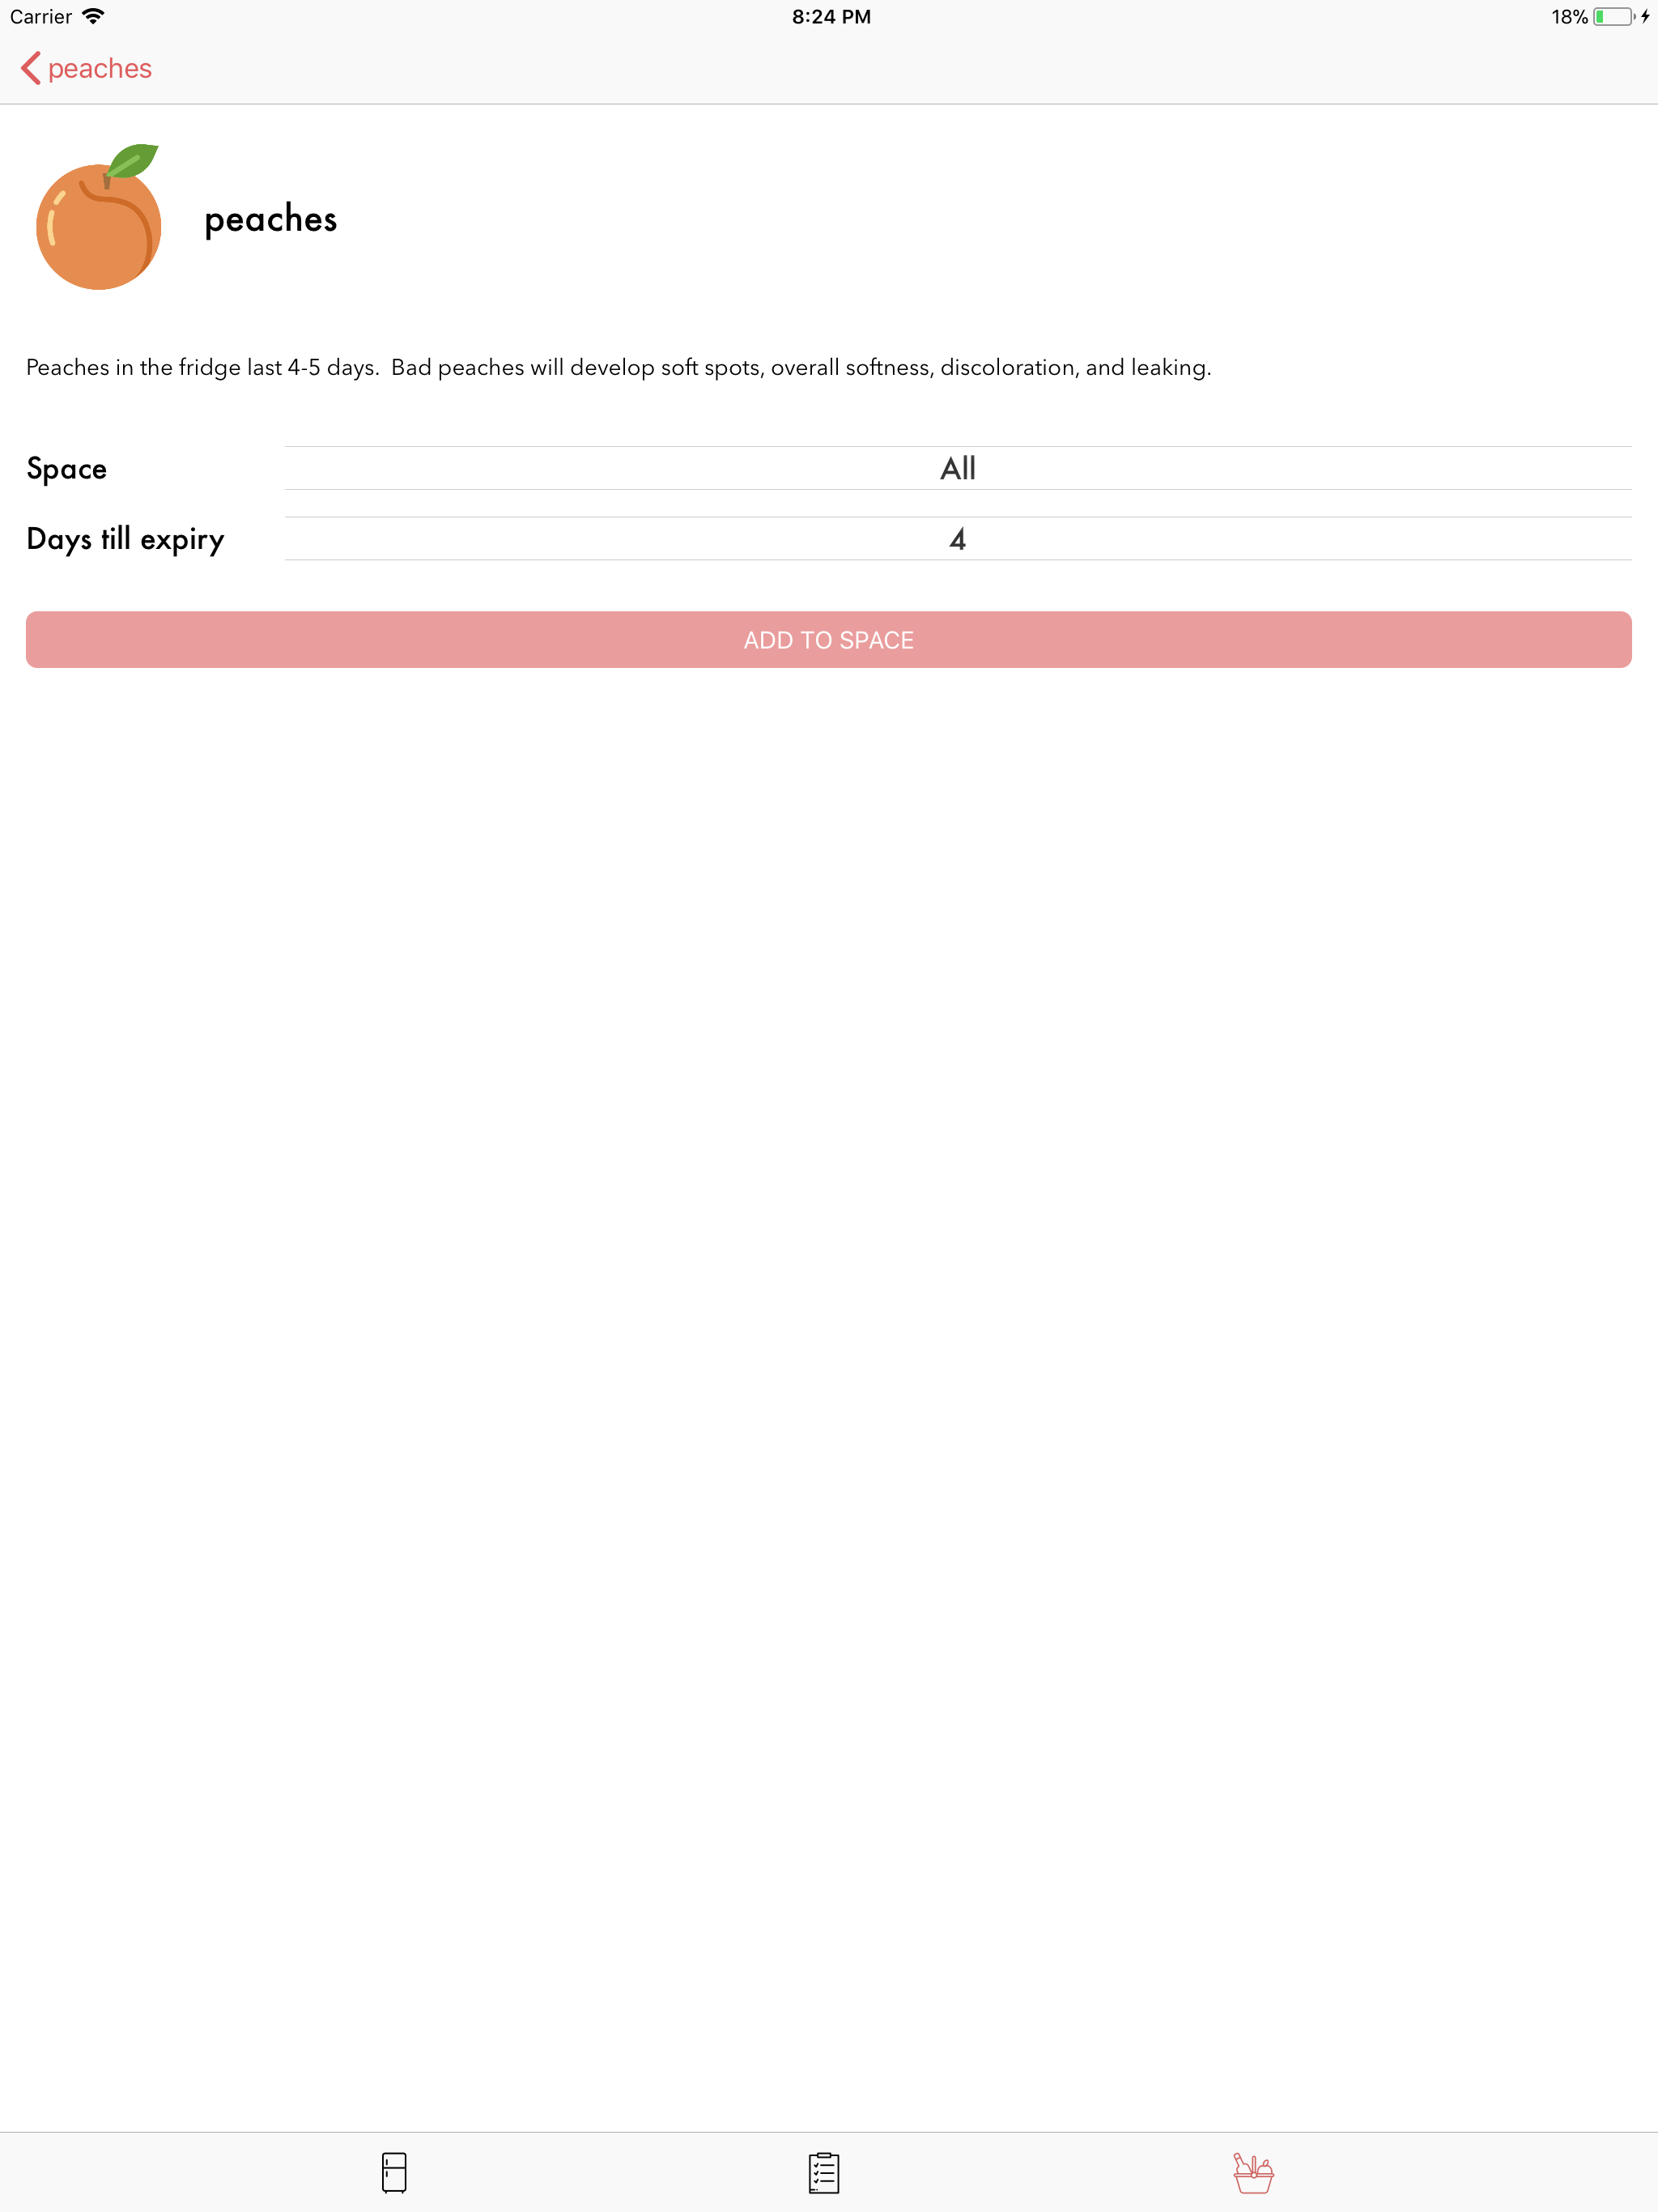 Carrier 8:24 PM 18%
peaches
peaches
Peaches in the fridge last 4-5 days.  Bad peaches will develop soft spots, overall softness, discoloration, and leaking.
Space All
Days till expiry 4
ADD TO SPACE